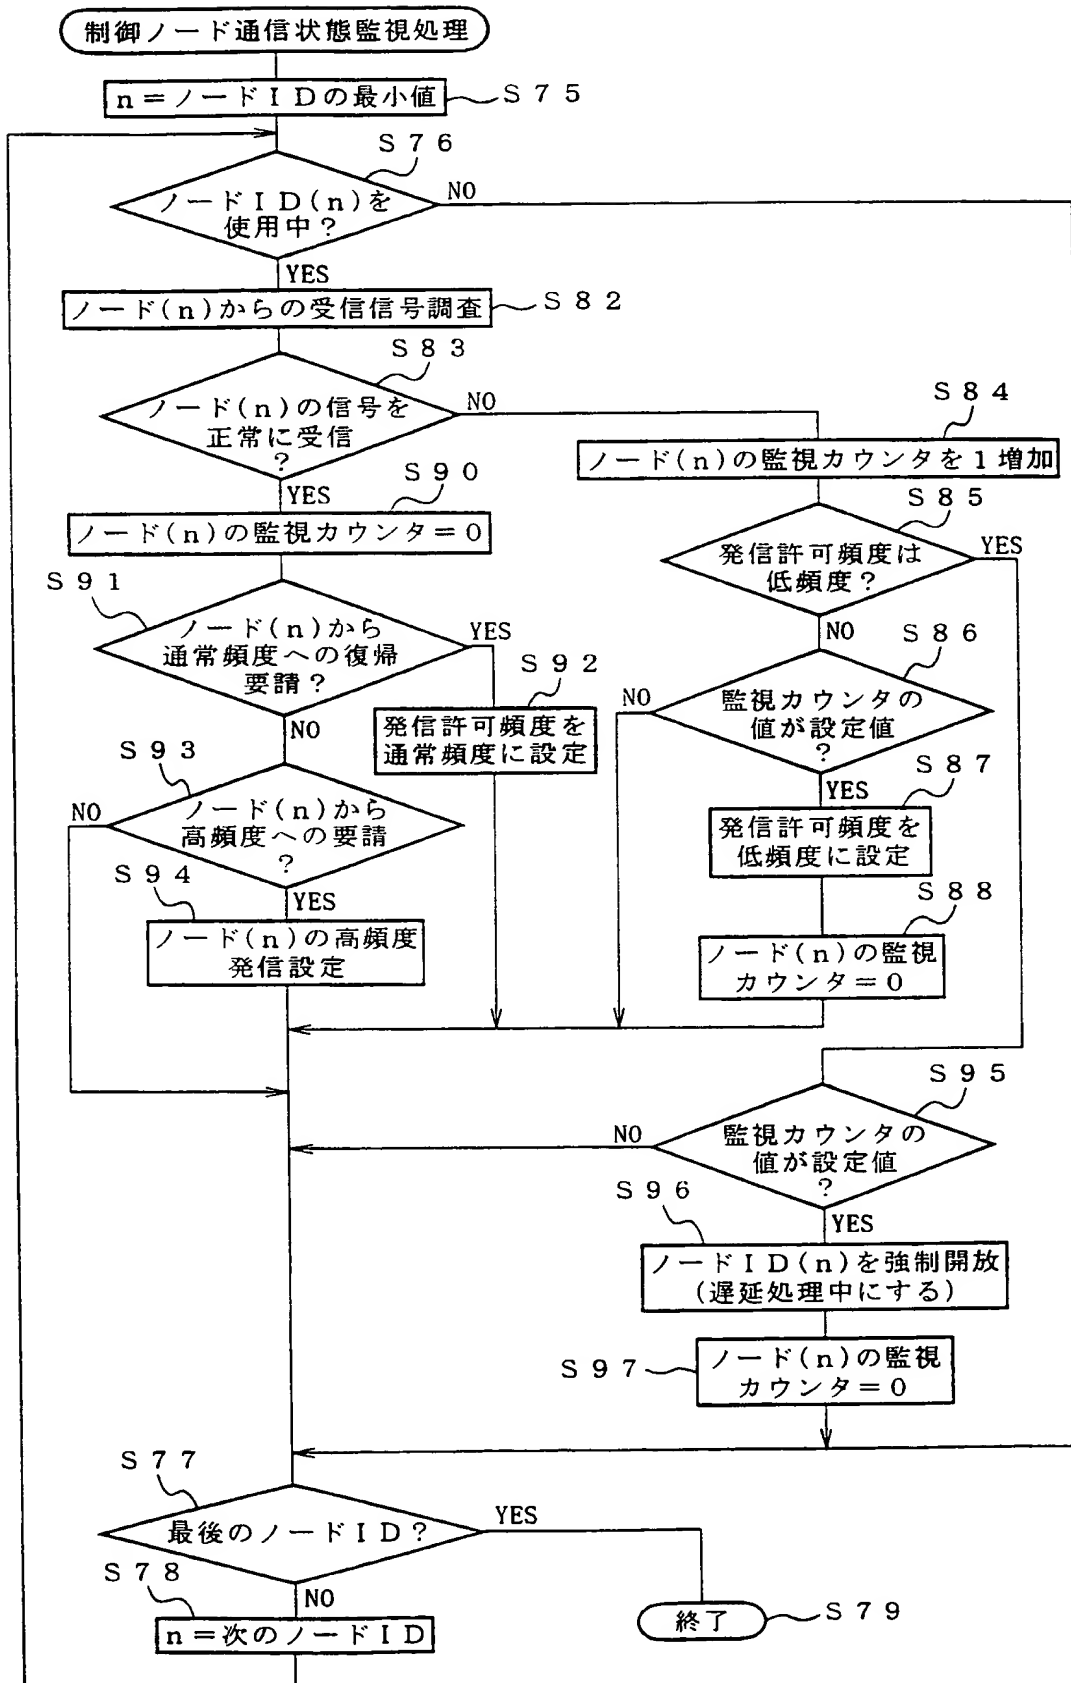 制御ノード通信状態監視処理
n＝ノードＩＤの最小値
Ｓ７５
Ｓ７６
ノードＩＤ(n)を
使用中？
NO
YES
ノード(n)からの受信信号調査
Ｓ８２
Ｓ８３
ノード(n)の信号を
正常に受信
？
NO
YES
Ｓ８４
ノード(n)の監視カウンタを１増加
Ｓ９０
ノード(n)の監視カウンタ＝０
Ｓ８５
発信許可頻度は
低頻度？
YES
NO
Ｓ９１
ノード(n)から
通常頻度への復帰
要請？
YES
NO
Ｓ９２
発信許可頻度を
通常頻度に設定
Ｓ８６
監視カウンタの
値が設定値
？
NO
YES
Ｓ９３
ノード(n)から
高頻度への要請
？
NO
YES
Ｓ８７
発信許可頻度を
低頻度に設定
Ｓ９４
ノード(n)の高頻度
発信設定
Ｓ８８
ノード(n)の監視
カウンタ＝０
Ｓ９５
監視カウンタの
値が設定値
？
NO
YES
Ｓ９６
ノードＩＤ(n)を強制開放
(遅延処理中にする)
Ｓ９７
ノード(n)の監視
カウンタ＝０
Ｓ７７
最後のノードＩＤ？
YES
NO
Ｓ７８
n＝次のノードＩＤ
終了
Ｓ７９